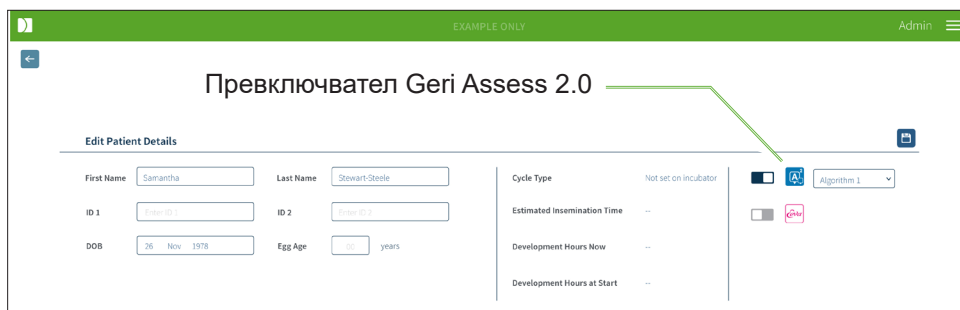 EXAMPLE ONLY
Admin
Превключвател Geri Assess 2.0
Edit Patient Details
First Name Samantha Last Name Stewart-Steele Cycle Type Not set on incubator A Algorithm 1
ID 1 Enter ID 1 ID 2 Enter ID 2 Estimated Insemination Time --
DOB 26 Nov 1978 Egg Age years Development Hours Now --
Development Hours at Start --